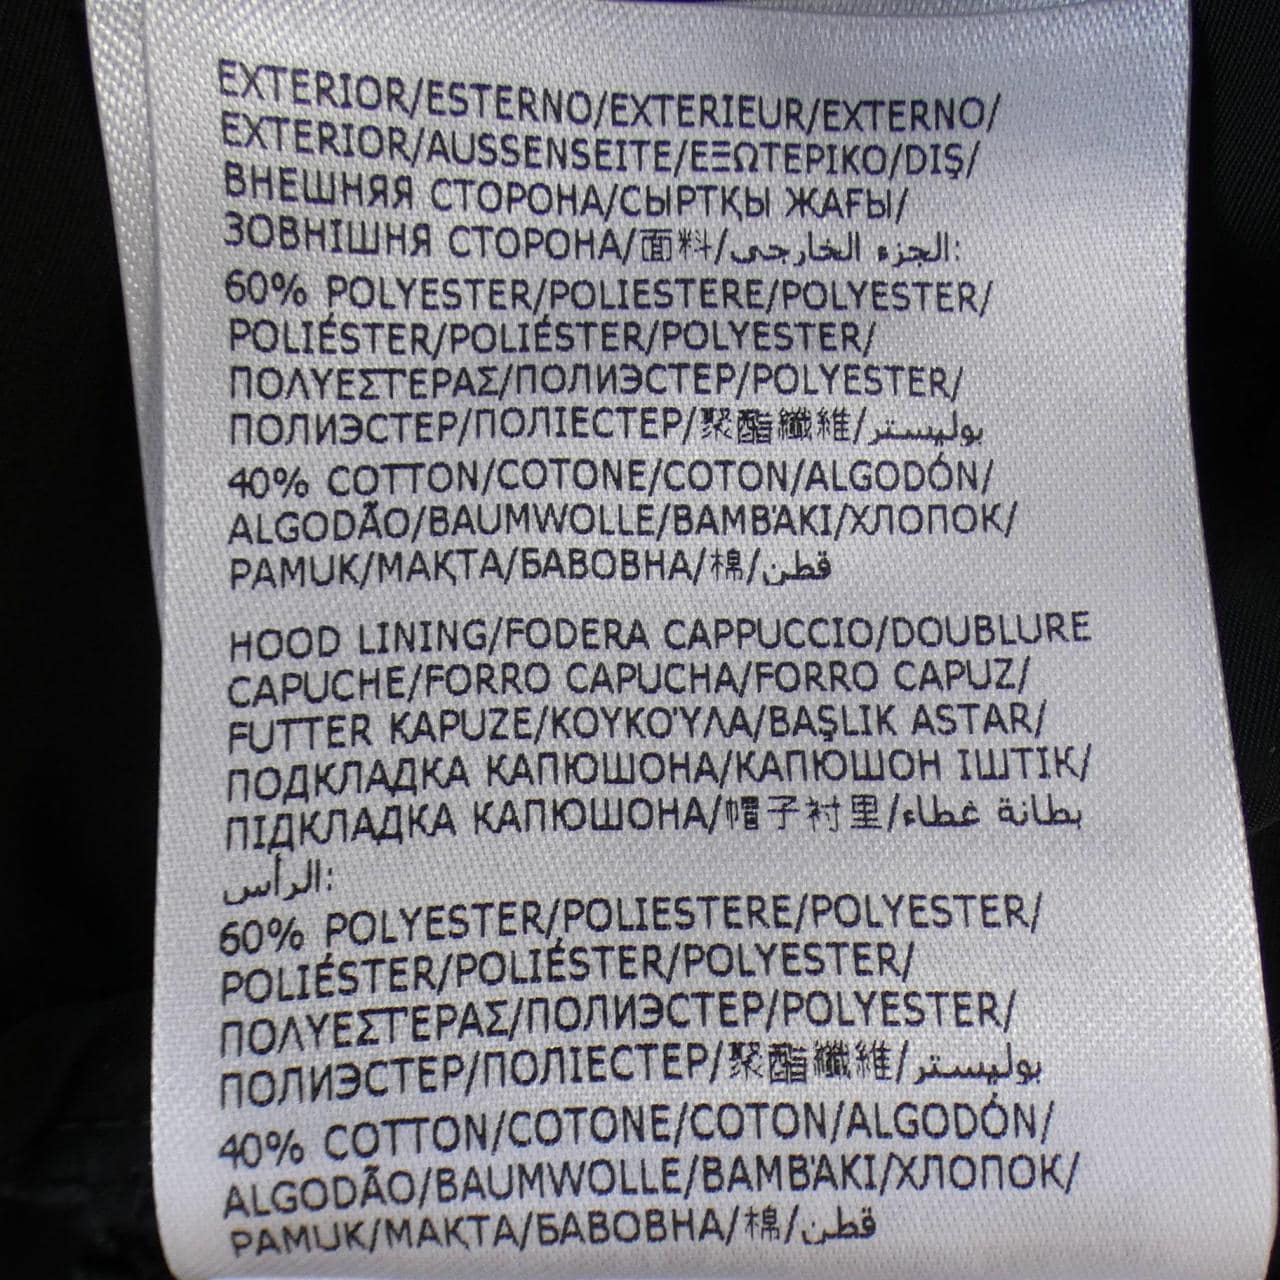 EXTERIOR/ESTERNO/EXTERIEUR/EXTERNO/
EXTERIOR/AUSSENSEITE/ΕΞΩΤΕΡΙΚΟ/DIŞ/
ВНЕШНЯЯ СТОРОНА/СЫРТҚЫ ЖАҒЫ/
ЗОВНІШНЯ СТОРОНА/面料/الجزء الخارجي:
60% POLYESTER/POLIESTERE/POLYESTER/
POLIÉSTER/POLIÉSTER/POLYESTER/
ΠΟΛΥΕΣΤΕΡΑΣ/ПОЛИЭСТЕР/POLYESTER/
ПОЛИЭСТЕР/ПОЛІЕСТЕР/聚酯纖維/بوليستر
40% COTTON/COTONE/COTON/ALGODÓN/
ALGODÃO/BAUMWOLLE/ΒΑΜΒΆΚΙ/ХЛОПОК/
PAMUK/МАҚТА/БАВОВНА/棉/قطن
HOOD LINING/FODERA CAPPUCCIO/DOUBLURE
CAPUCHE/FORRO CAPUCHA/FORRO CAPUZ/
FUTTER KAPUZE/ΚΟΥΚΟΎΛΑ/BAŞLIK ASTAR/
ПОДКЛАДКА КАПЮШОНА/КАПЮШОН ІШТІК/
ПІДКЛАДКА КАПЮШОНА/帽子衬里/بطانة غطاء
الرأس:
60% POLYESTER/POLIESTERE/POLYESTER/
POLIÉSTER/POLIÉSTER/POLYESTER/
ΠΟΛΥΕΣΤΕΡΑΣ/ПОЛИЭСТЕР/POLYESTER/
ПОЛИЭСТЕР/ПОЛІЕСТЕР/聚酯纖維/بوليستر
40% COTTON/COTONE/COTON/ALGODÓN/
ALGODÃO/BAUMWOLLE/ΒΑΜΒΆΚΙ/ХЛОПОК/
PAMUK/МАҚТА/БАВОВНА/棉/قطن